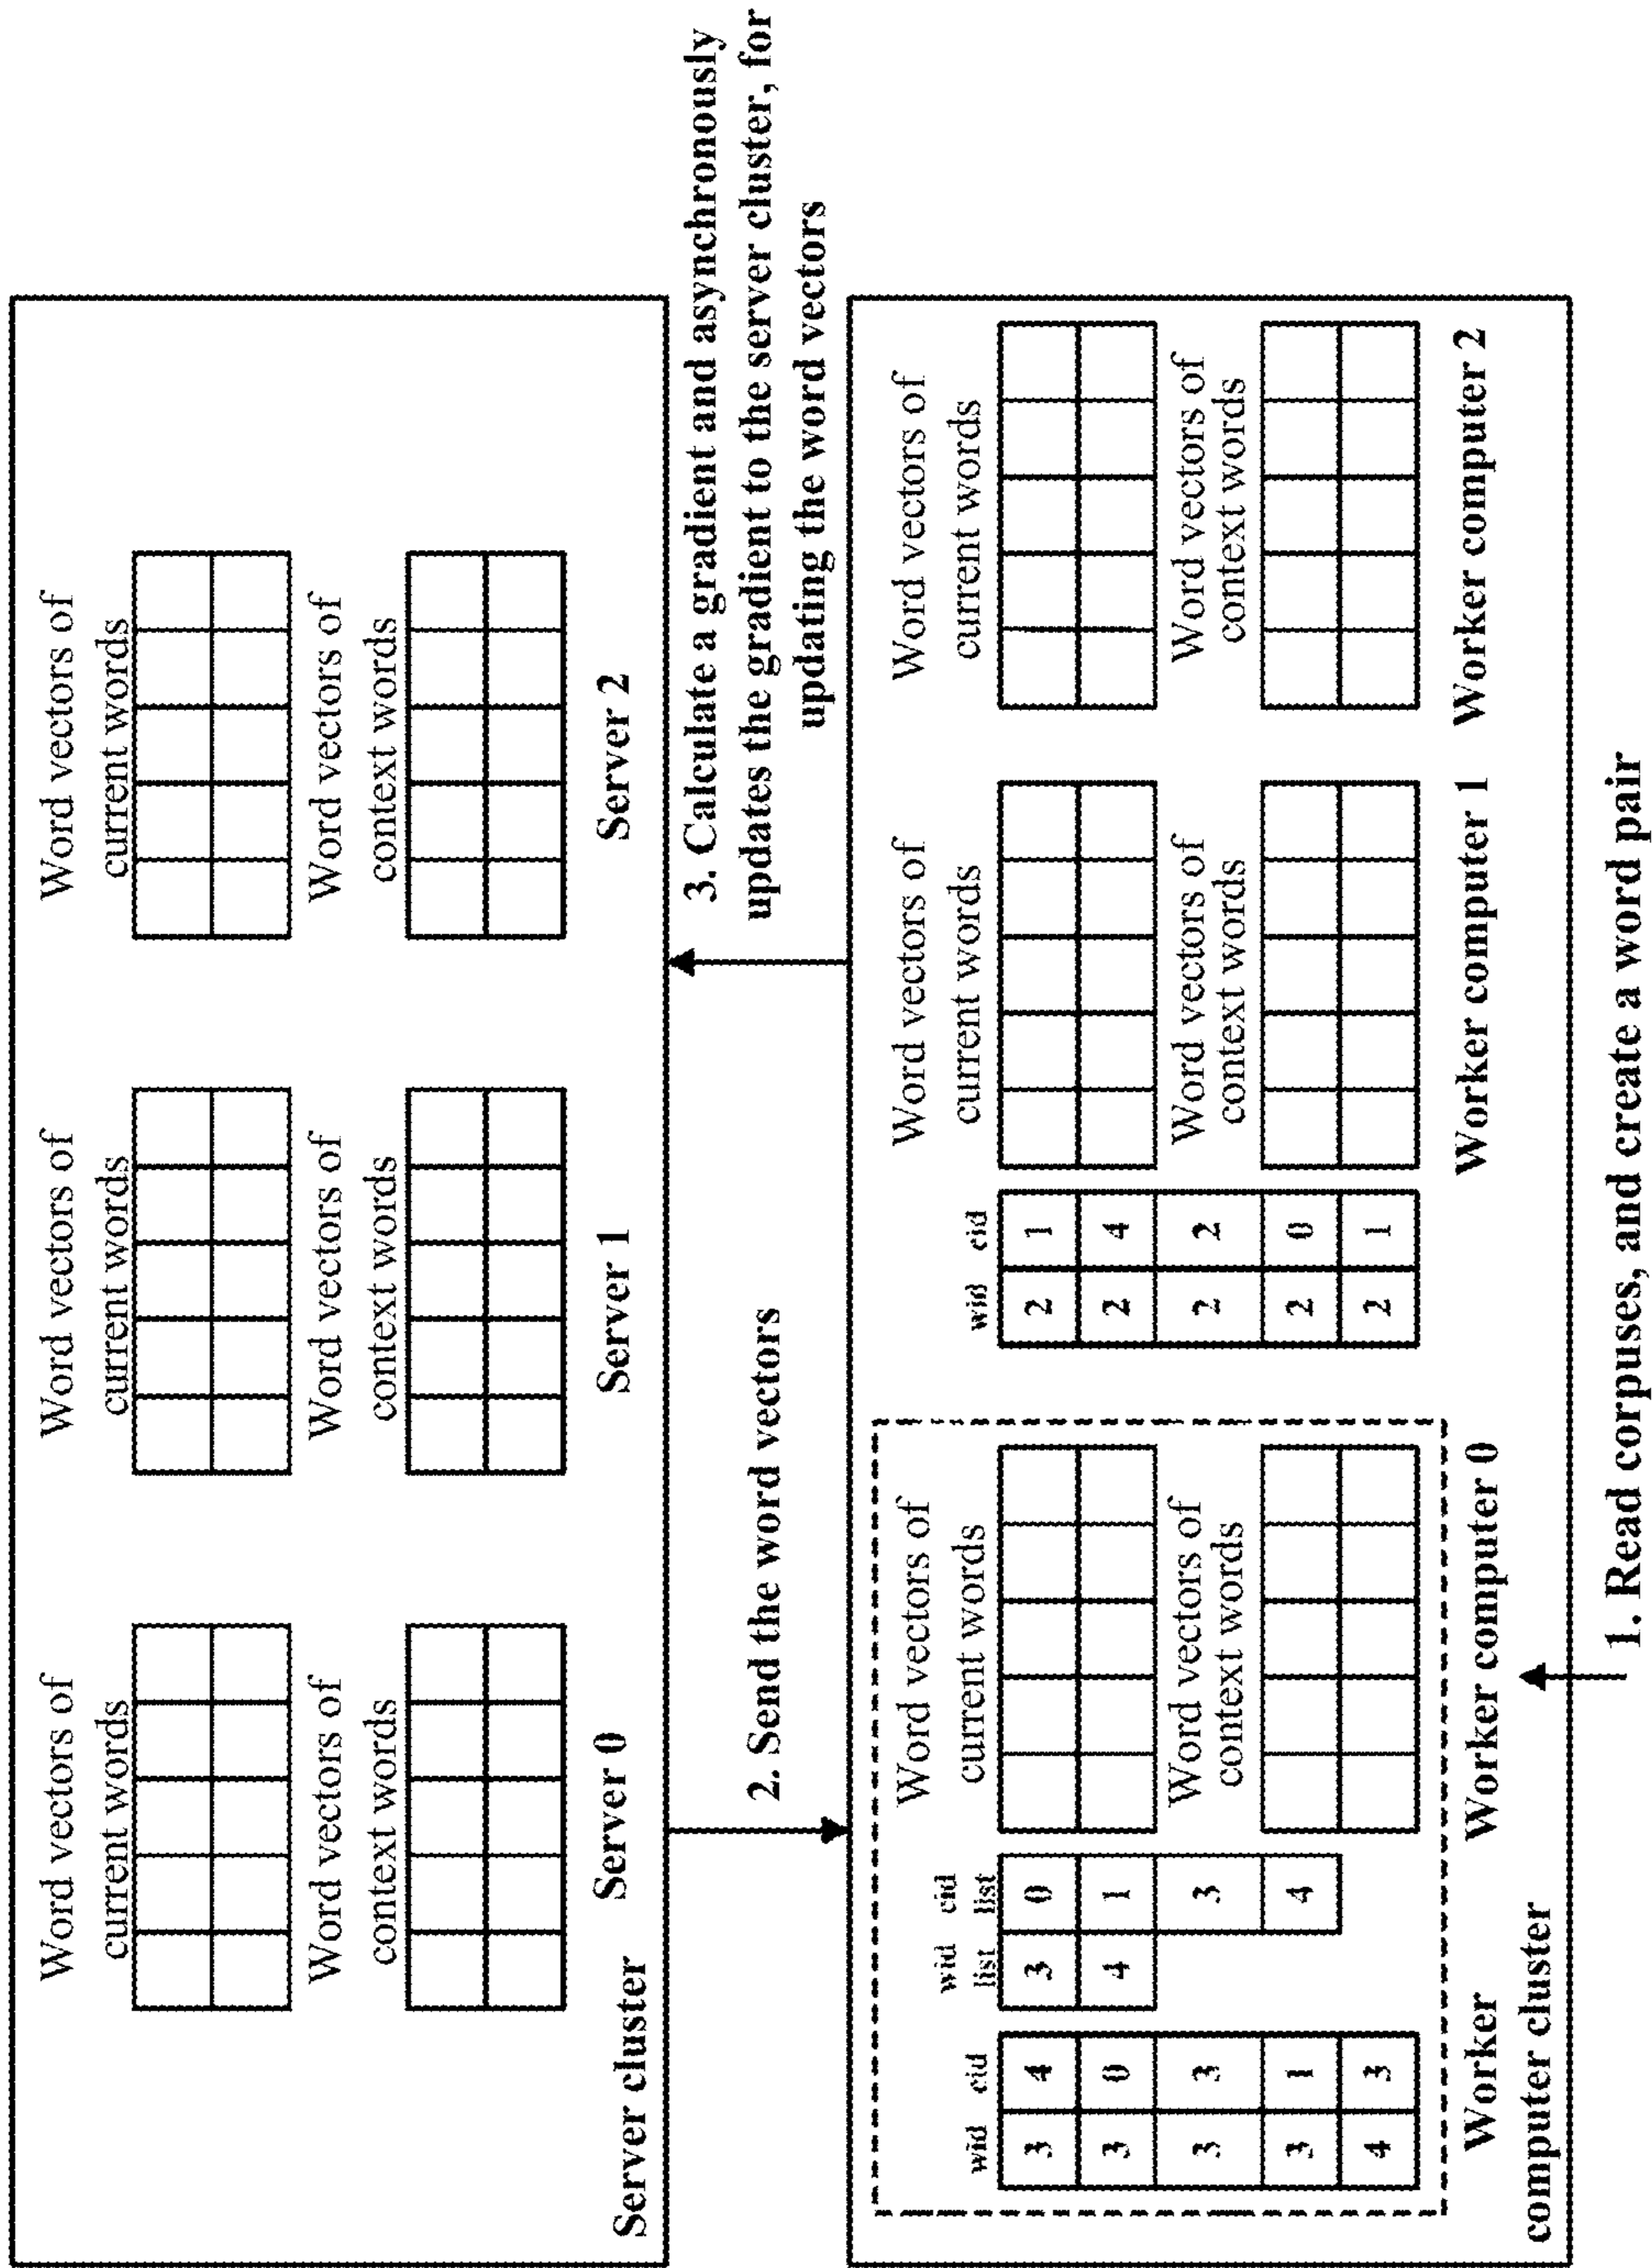 Word vectors of
current words
Word vectors of
context words
Server 0
Word vectors of
current words
Word vectors of
context words
Server 1
Word vectors of
current words
Word vectors of
context words
Server 2
Server cluster
2. Send the word vectors
3. Calculate a gradient and asynchronously
updates the gradient to the server cluster, for
updating the word vectors
wid cid
3 4
3 0
3 3
3 1
4 3
wid cid
list list
3 0
4 1
3
4
Word vectors of
current words
Word vectors of
context words
Worker computer 0
wid cid
2 1
2 4
2 2
2 0
2 1
Word vectors of
current words
Word vectors of
context words
Worker computer 1
Word vectors of
current words
Word vectors of
context words
Worker computer 2
Worker
computer cluster
1. Read corpuses, and create a word pair